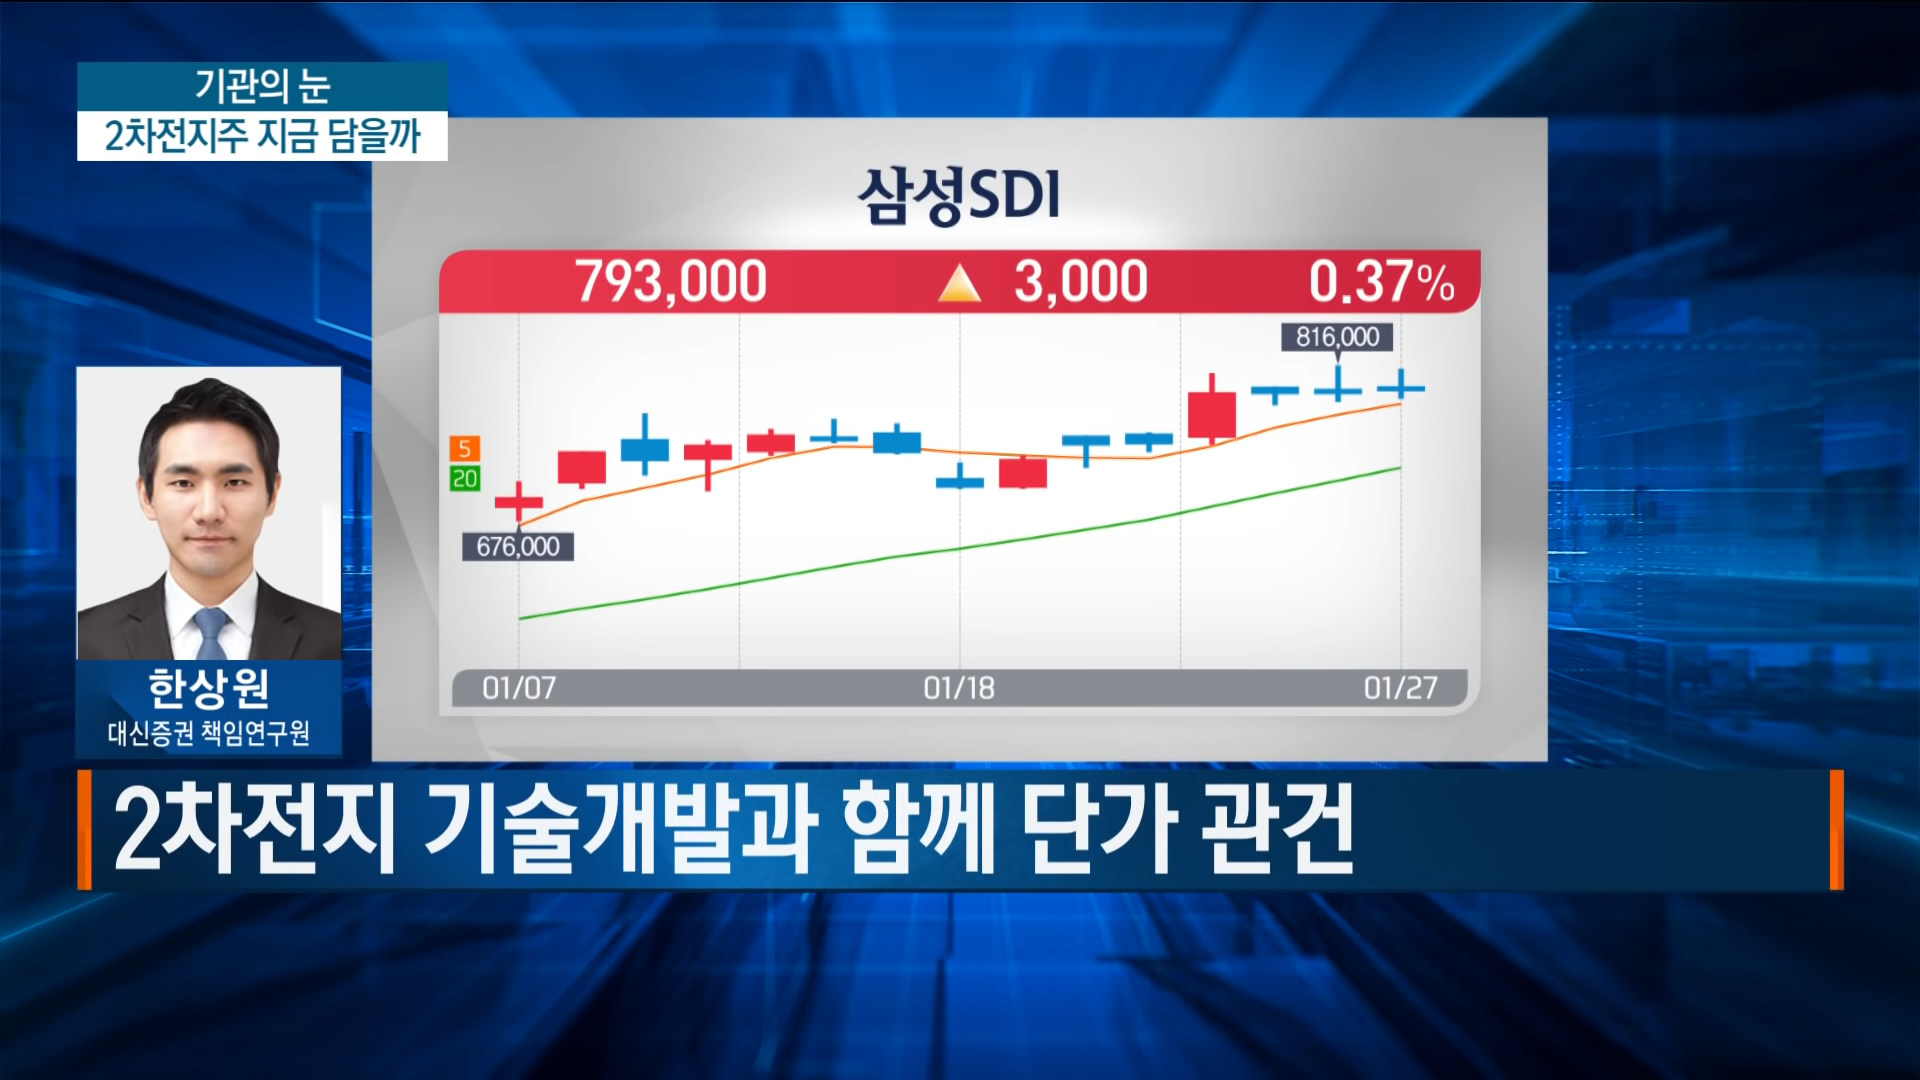 기관의 눈
2차전지주 지금 담을까
삼성SDI
793,000 ▲ 3,000 0.37%
816,000
5
20
676,000
01/07 01/18 01/27
한상원
대신증권 책임연구원
2차전지 기술개발과 함께 단가 관건